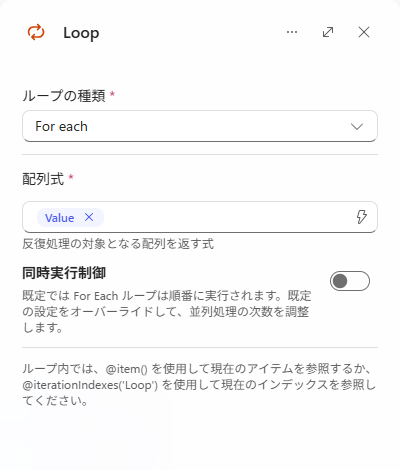 Loop
ループの種類 *
For each
配列式 *
Value
反復処理の対象となる配列を返す式
同時実行制御
既定では For Each ループは順番に実行されます。既定
の設定をオーバーライドして、並列処理の次数を調整
します。
ループ内では、@item() を使用して現在のアイテムを参照するか、
@iterationIndexes('Loop') を使用して現在のインデックスを参照し
てください。